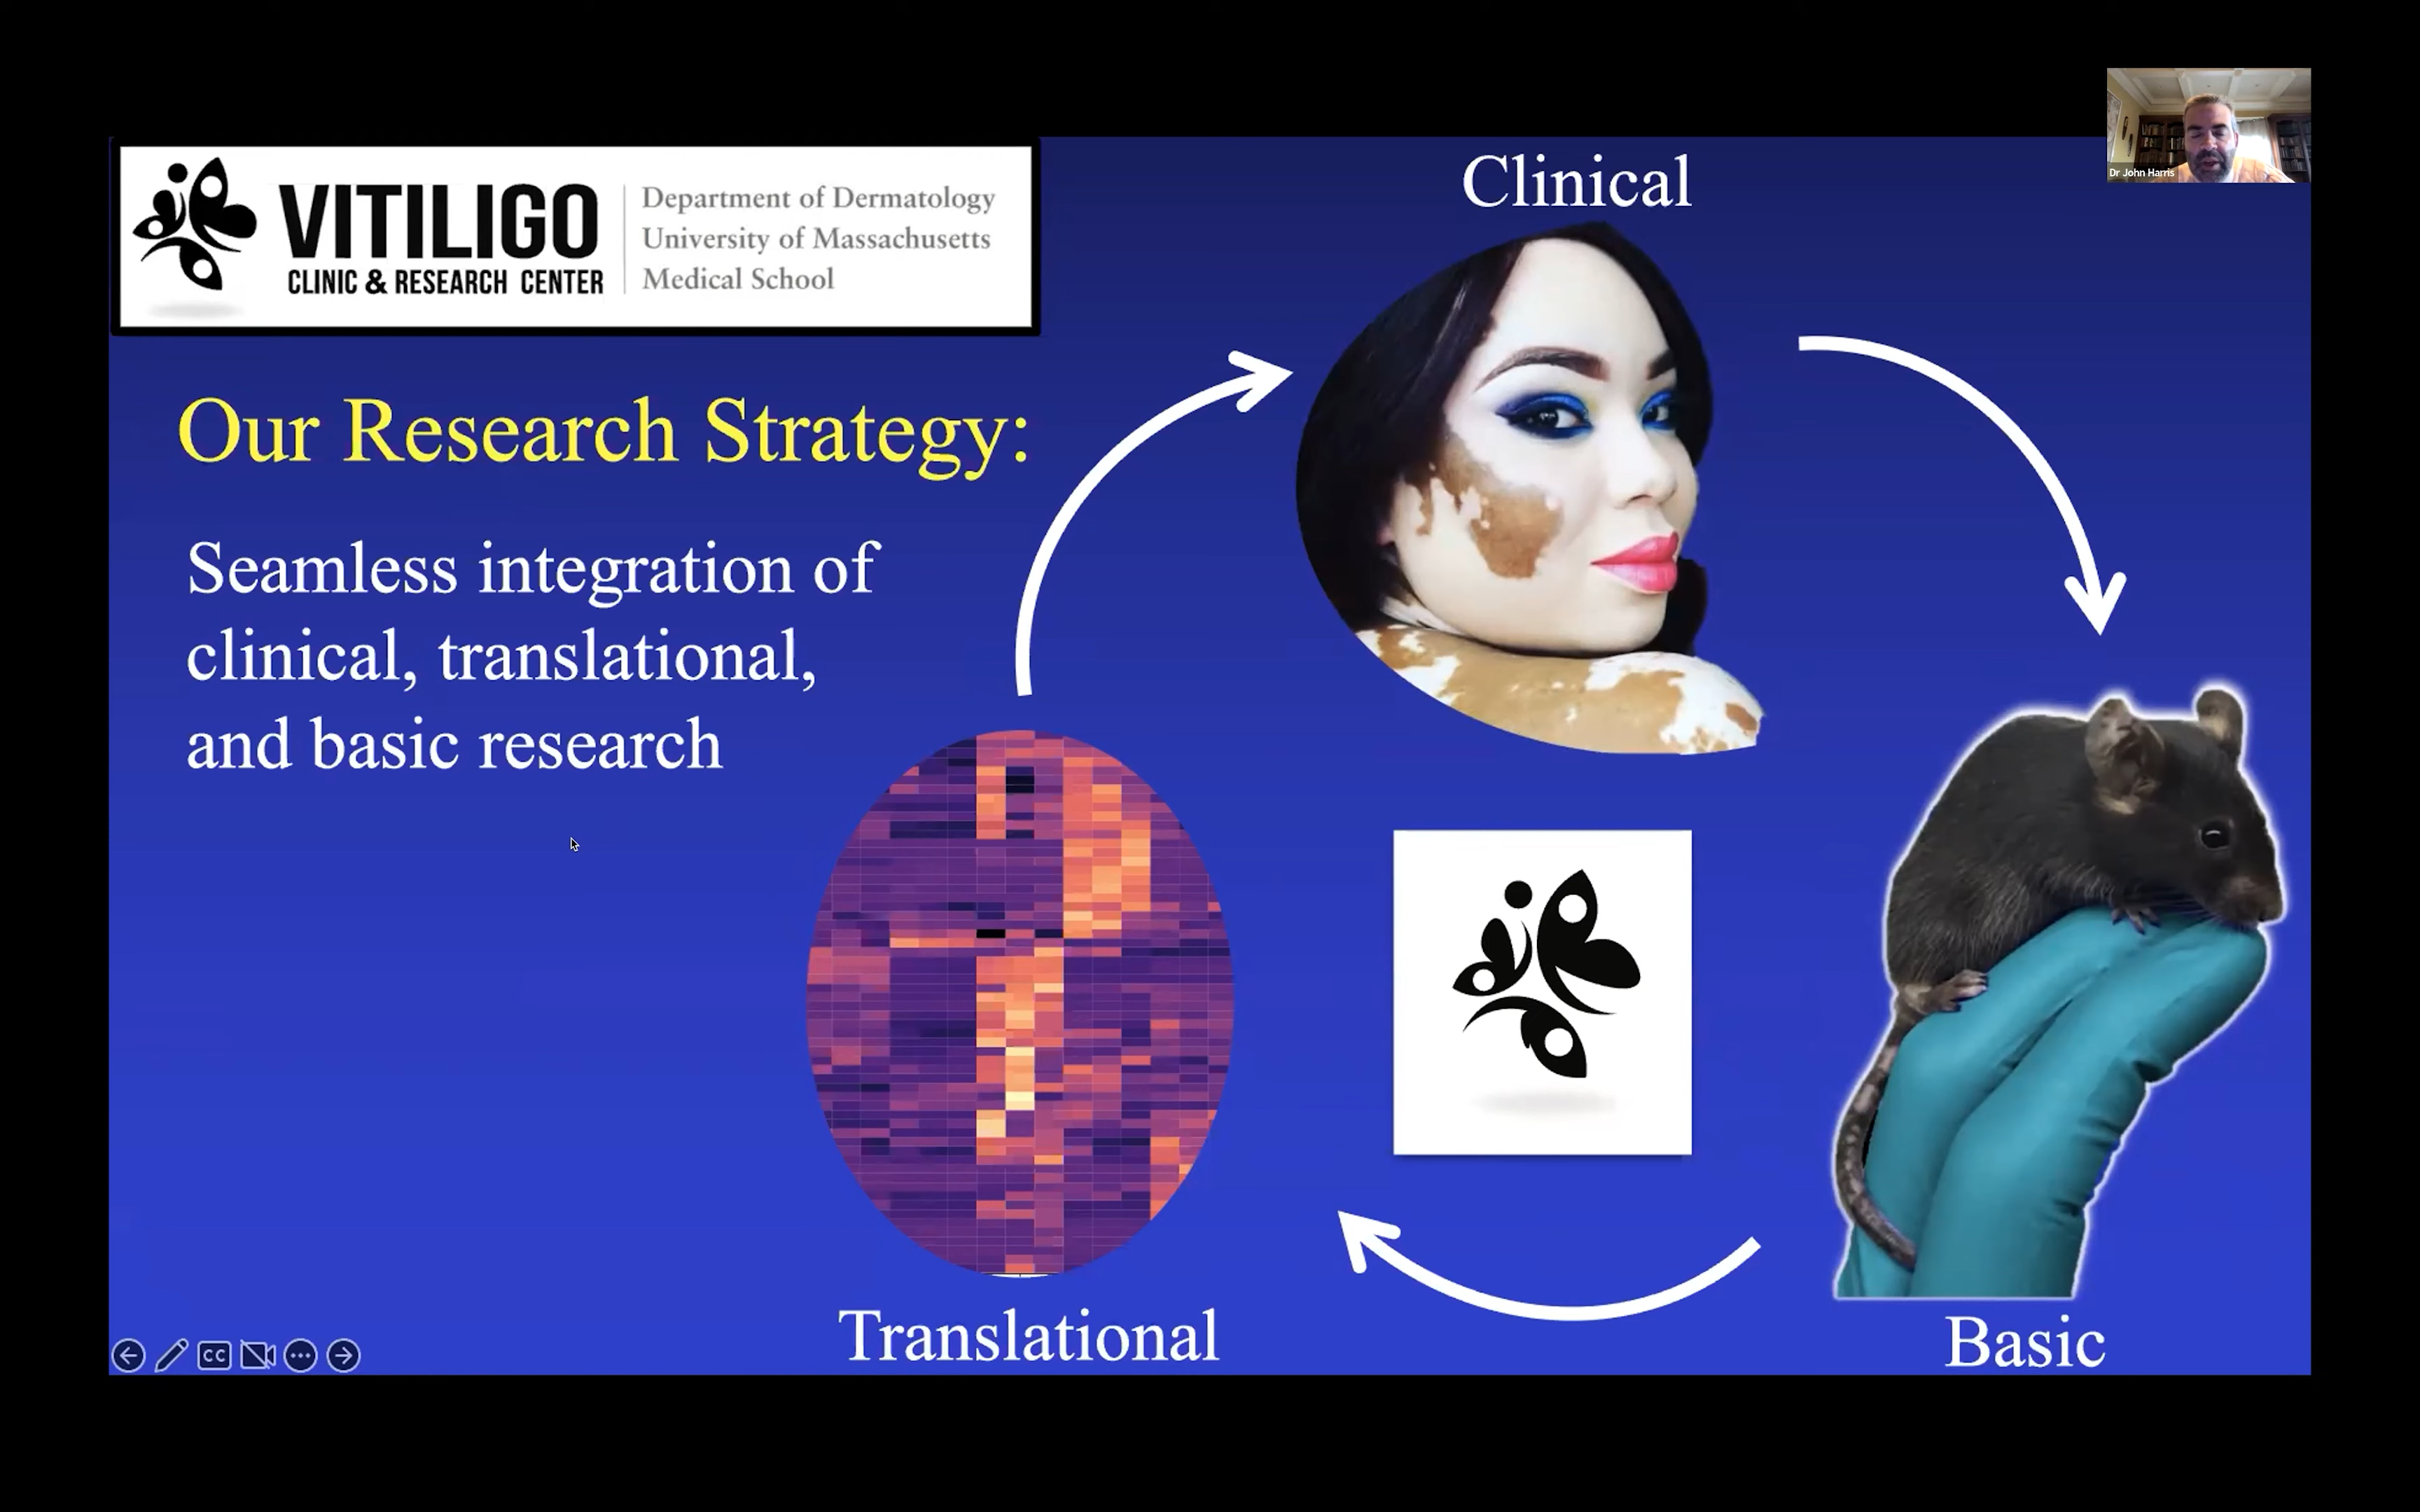 VITILIGO
CLINIC & RESEARCH CENTER
Department of Dermatology
University of Massachusetts
Medical School
Clinical
Dr John Harris
Our Research Strategy:
Seamless integration of
clinical, translational,
and basic research
Translational
Basic
CC